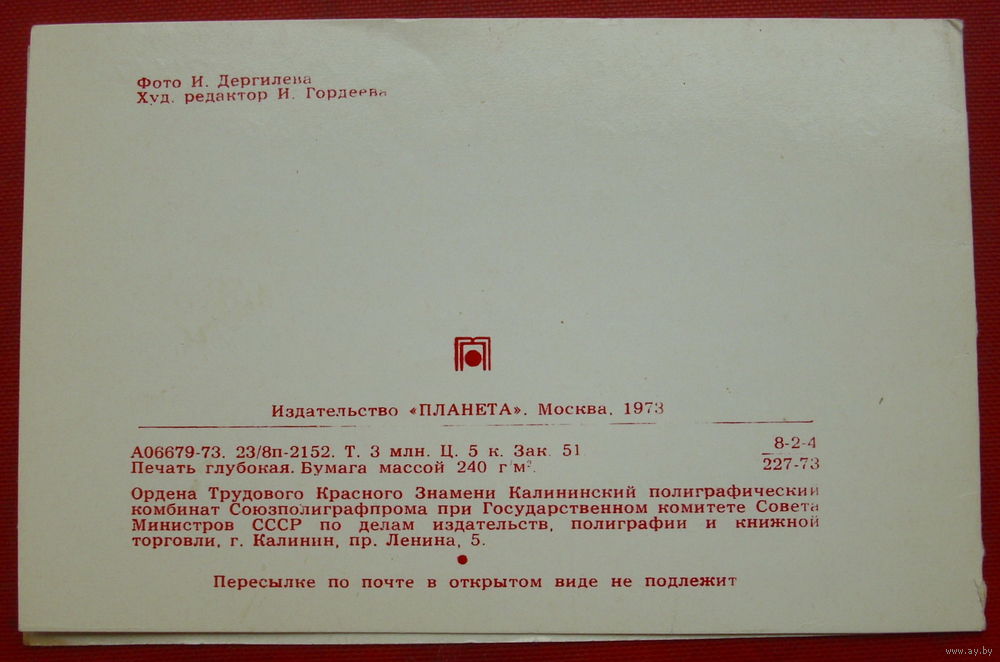 Фото И. Дергилева
Худ. редактор И. Гордеева
Издательство «ПЛАНЕТА». Москва. 1973
А06679-73. 23/8п-2152. Т. 3 млн. Ц. 5 к. Зак. 51.
8-2-4
Печать глубокая. Бумага массой 240 г/м².
227-73
Ордена Трудового Красного Знамени Калининский полиграфический
комбинат Союзполиграфпрома при Государственном комитете Совета
Министров СССР по делам издательств, полиграфии и книжной
торговли, г. Калинин, пр. Ленина, 5.
Пересылке по почте в открытом виде не подлежит
www.ay.by